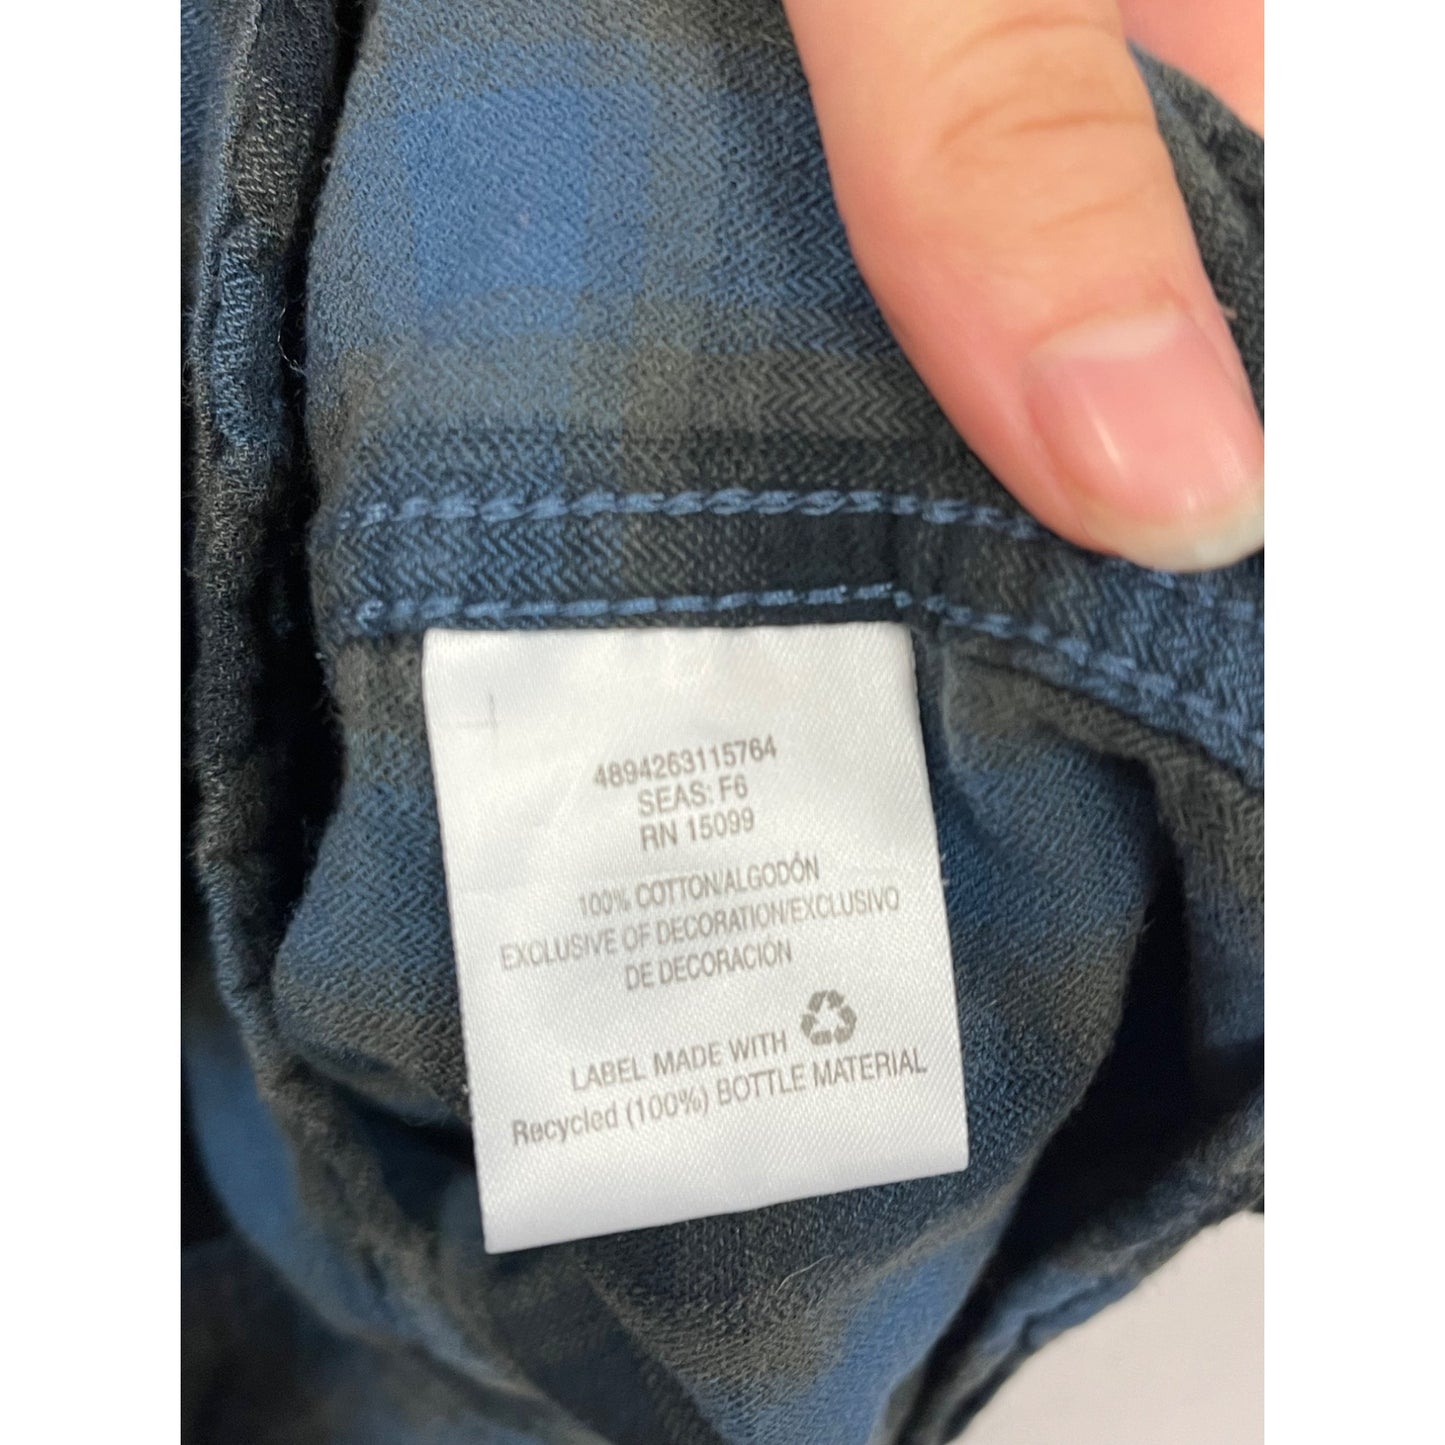 4894263115764
SEAS: F6
RN 15099
100% COTTON/ALGODÓN
EXCLUSIVE OF DECORATION/EXCLUSIVO
DE DECORACIÓN
LABEL MADE WITH
Recycled (100%) BOTTLE MATERIAL